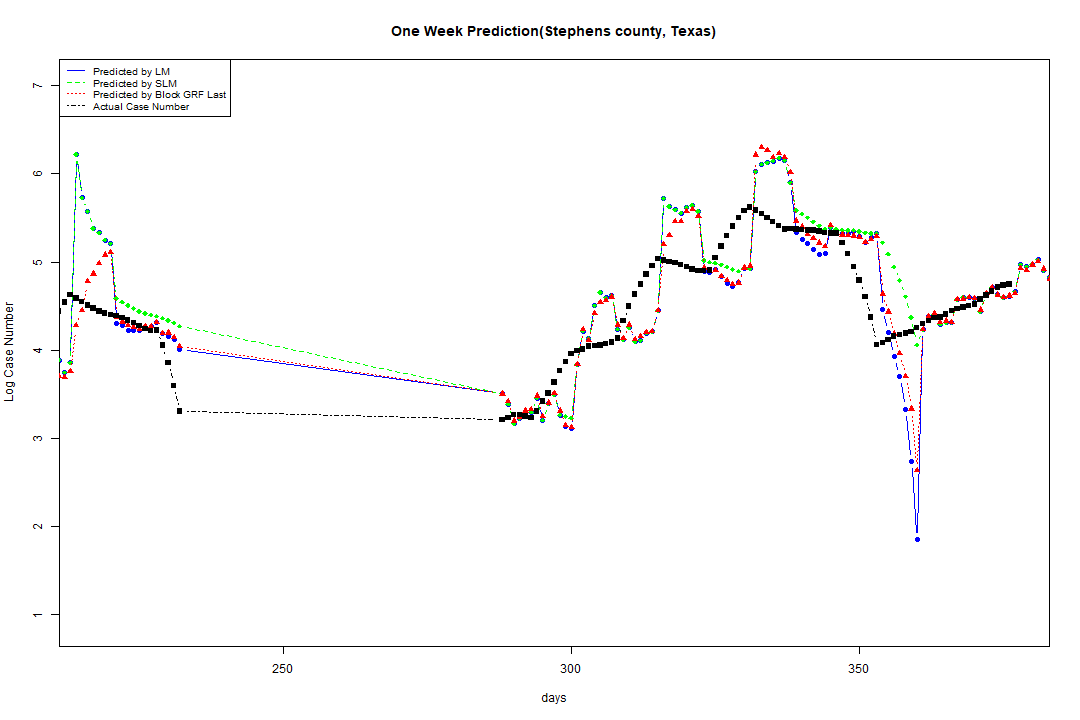 One Week Prediction(Stephens county, Texas)
Predicted by LM
Predicted by SLM
Predicted by Block GRF Last
Actual Case Number
7
6
5
4
3
2
1
Log Case Number
250 300 350
days